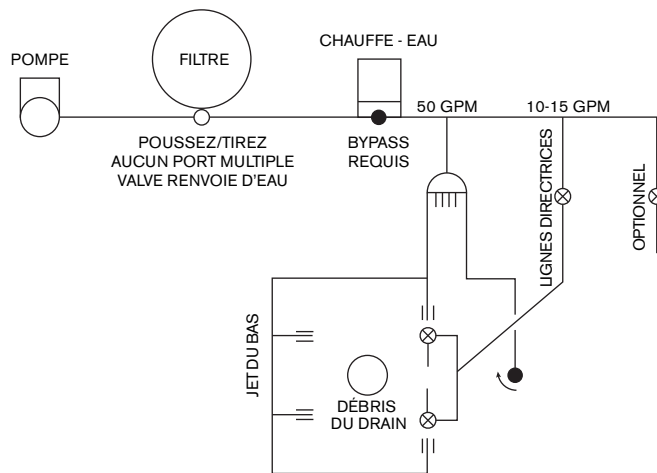 CHAUFFE - EAU
POMPE
FILTRE
50 GPM
10-15 GPM
POUSSEZ/TIREZ
AUCUN PORT MULTIPLE
VALVE RENVOIE D'EAU
BYPASS
REQUIS
LIGNES DIRECTRICES
OPTIONNEL
JET DU BAS
DÉBRIS
DU DRAIN